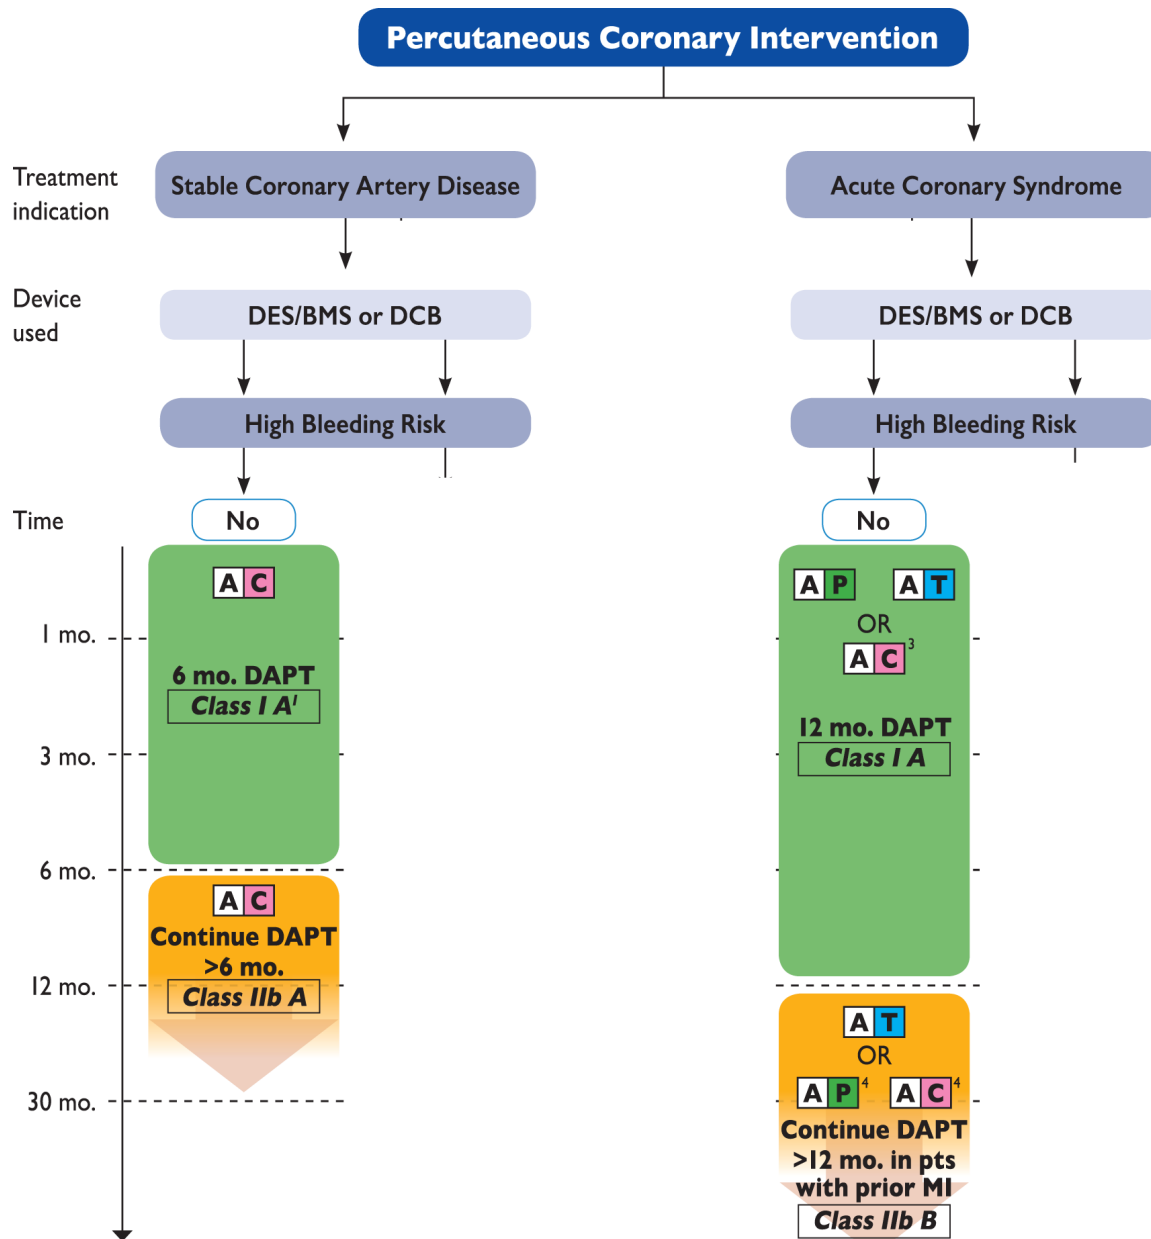 Percutaneous Coronary Intervention
Treatment
indication
Stable Coronary Artery Disease
Acute Coronary Syndrome
Device
used
DES/BMS or DCB
DES/BMS or DCB
High Bleeding Risk
High Bleeding Risk
Time
No
No
1 mo.
3 mo.
6 mo.
12 mo.
30 mo.
A C
6 mo. DAPT
Class I A¹
A C
Continue DAPT
>6 mo.
Class IIb A
A P A T
OR
A C ³
12 mo. DAPT
Class I A
A T
OR
A P ⁴ A C ⁴
Continue DAPT
>12 mo. in pts
with prior MI
Class IIb B